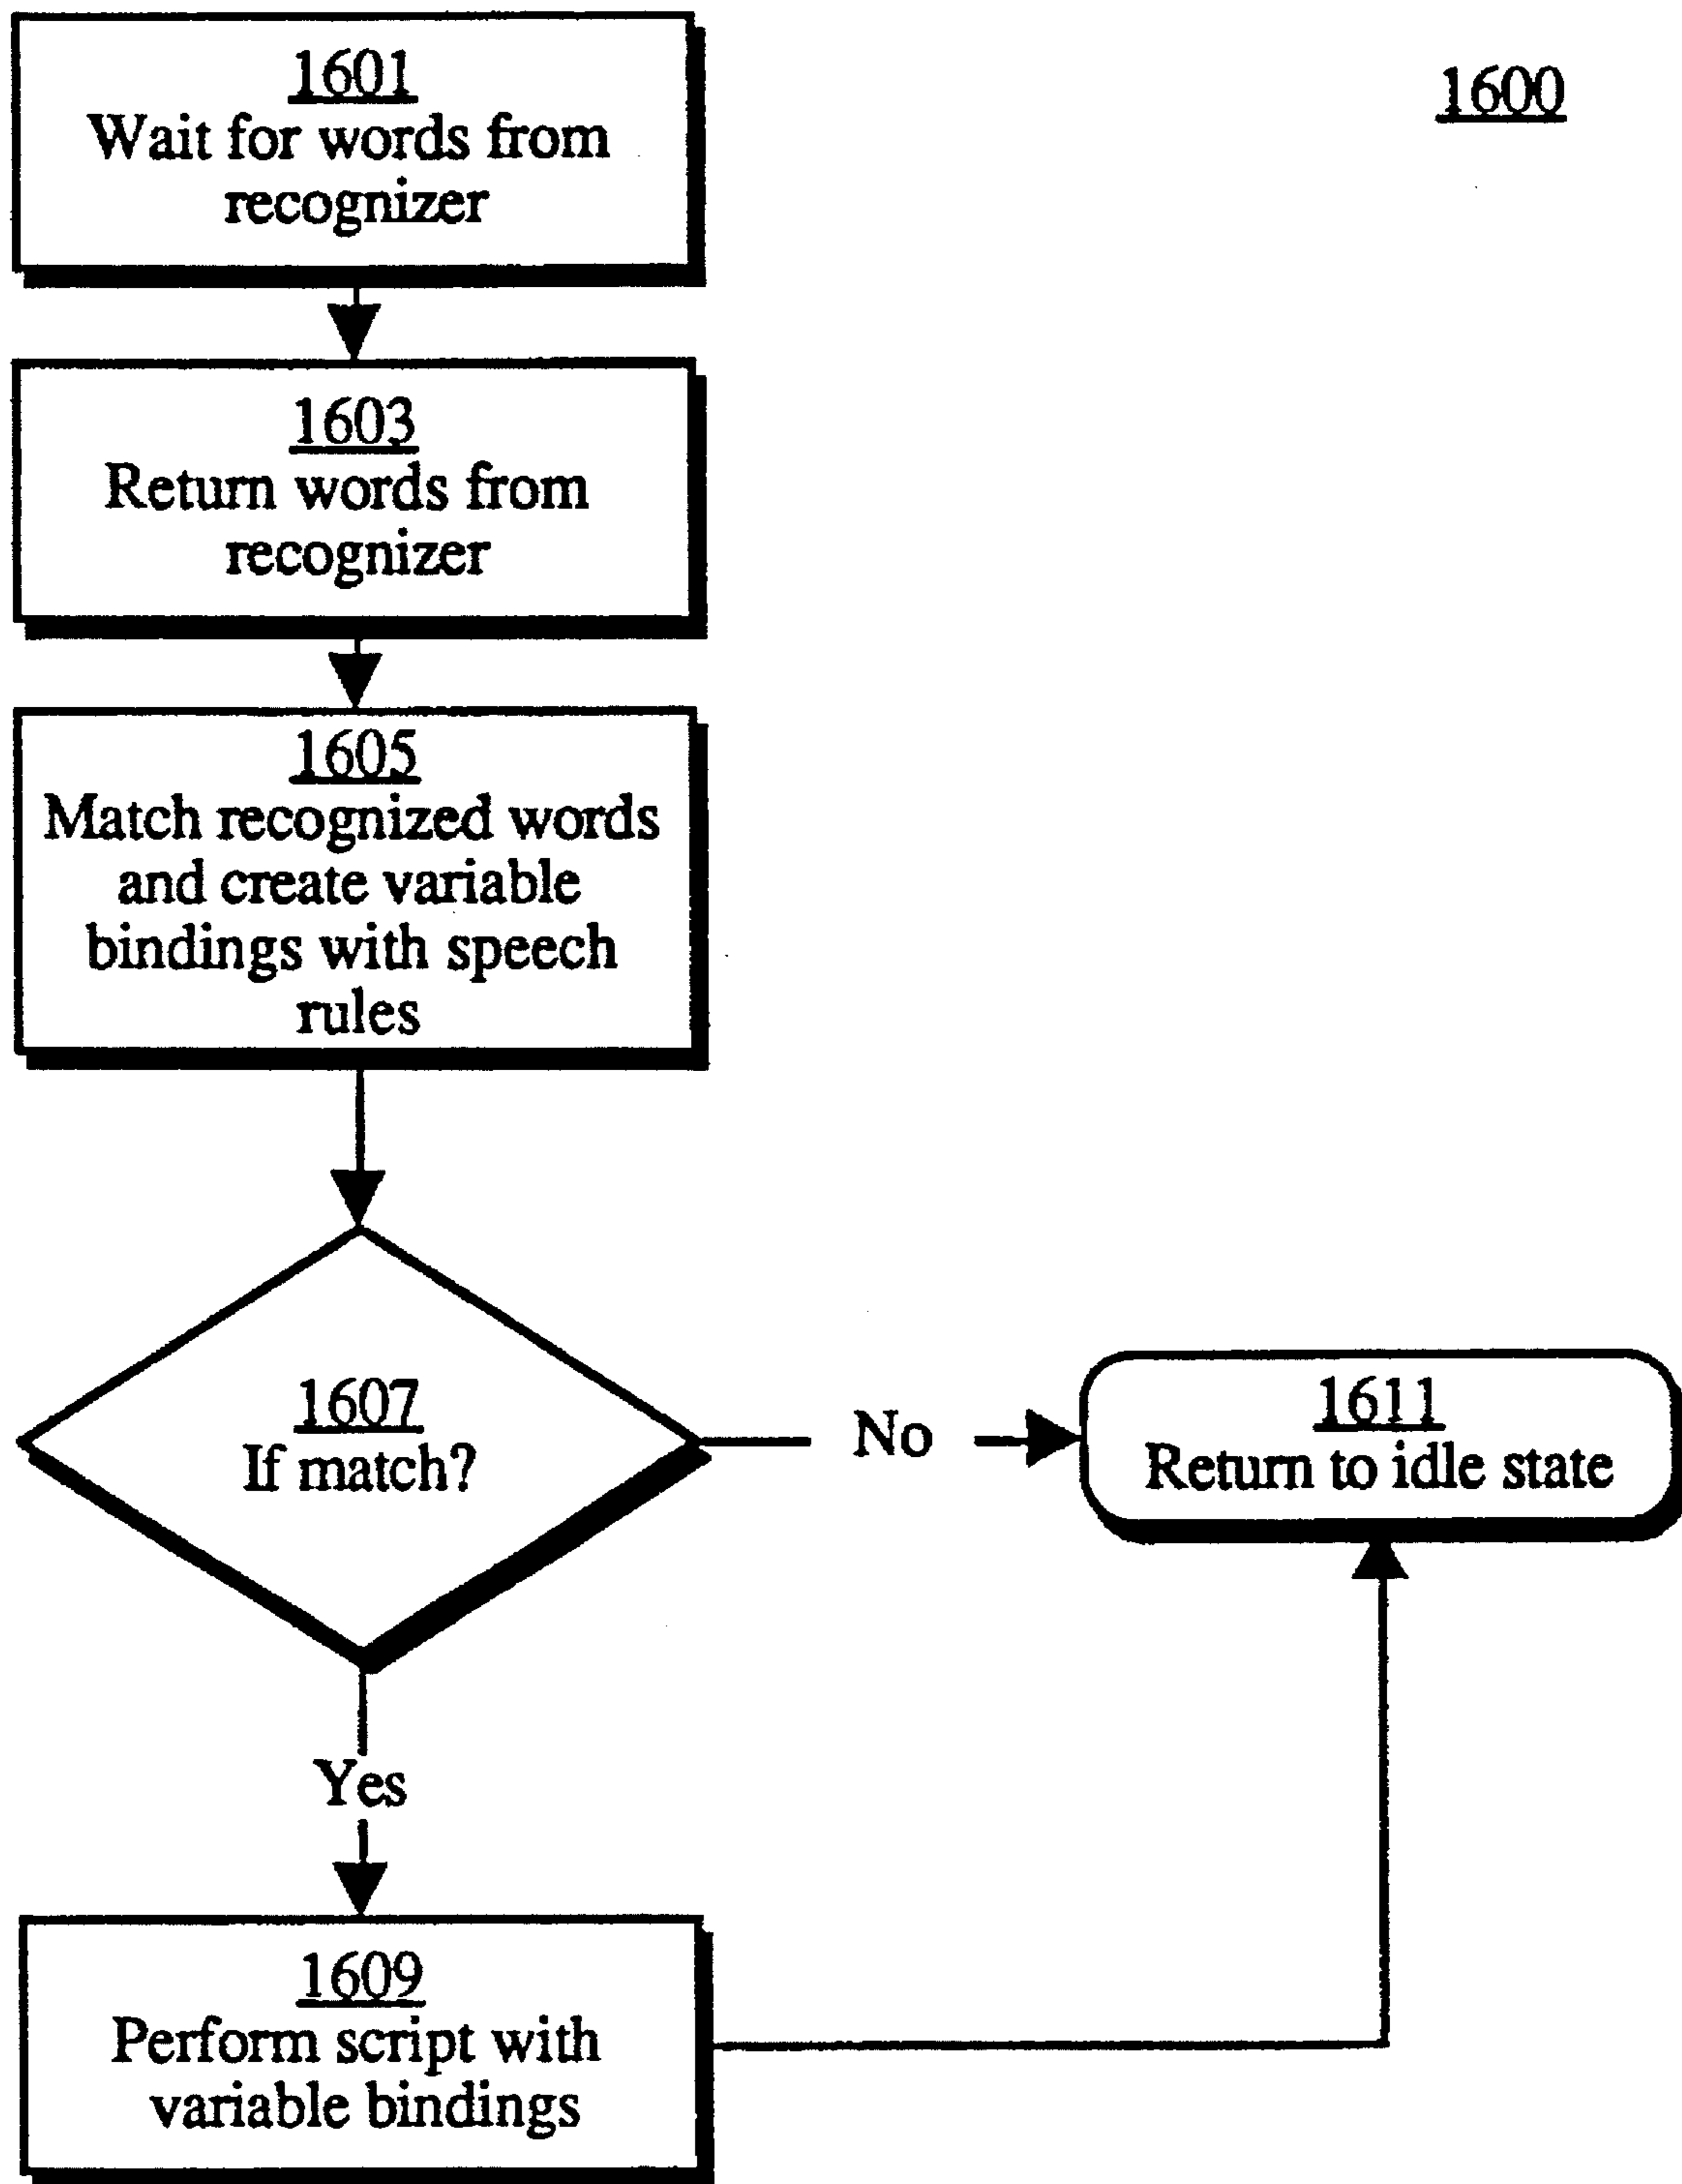 1600
1601
Wait for words from
recognizer
1603
Return words from
recognizer
1605
Match recognized words
and create variable
bindings with speech
rules
1607
If match?
No
1611
Return to idle state
Yes
1609
Perform script with
variable bindings